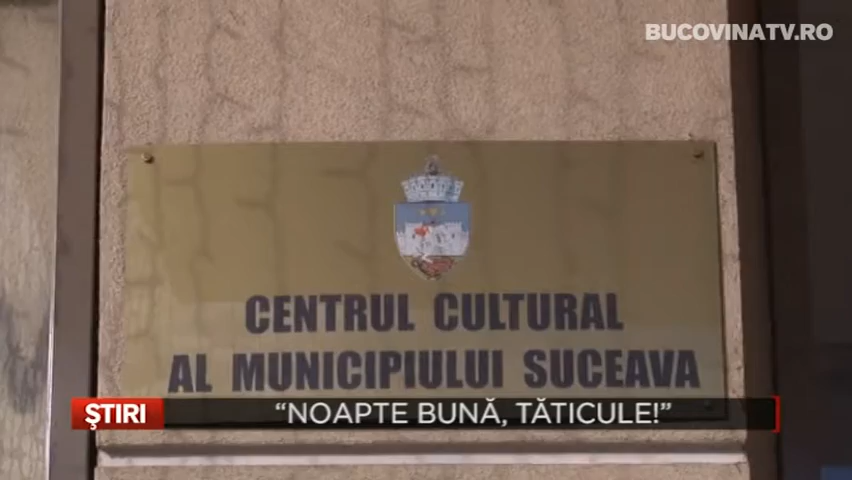 BUCOVINATV.RO
CENTRUL CULTURAL
AL MUNICIPIULUI SUCEAVA
ŞTIRI
“NOAPTE BUNĂ, TĂTICULE!”